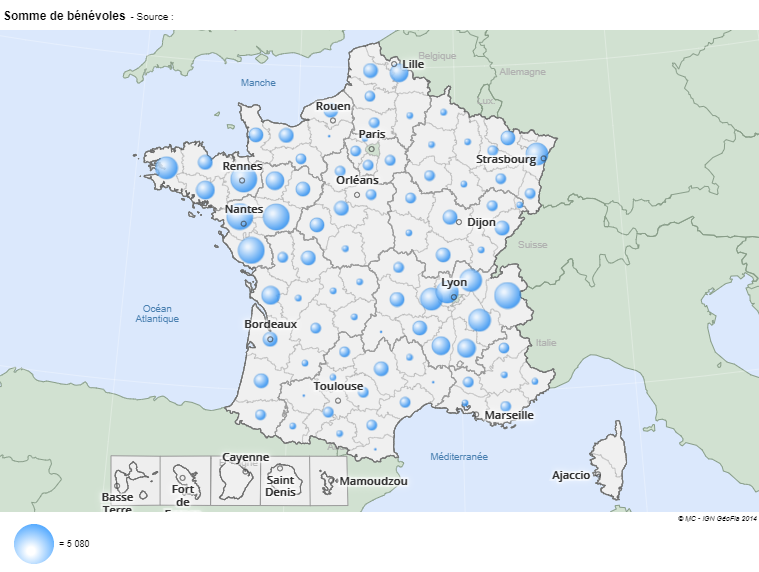 Somme de bénévoles - Source :
Belgique
Lille
Allemagne
Manche
Lux.
Rouen
Paris
Strasbourg
Rennes
Orléans
Nantes
Dijon
Suisse
Lyon
Océan
Atlantique
Bordeaux
Italie
Toulouse
Marseille
Cayenne
Méditerranée
Ajaccio
Saint
Denis
Mamoudzou
Fort
de
Basse
Terre
© MC - IGN GéoFla 2014
= 5 080